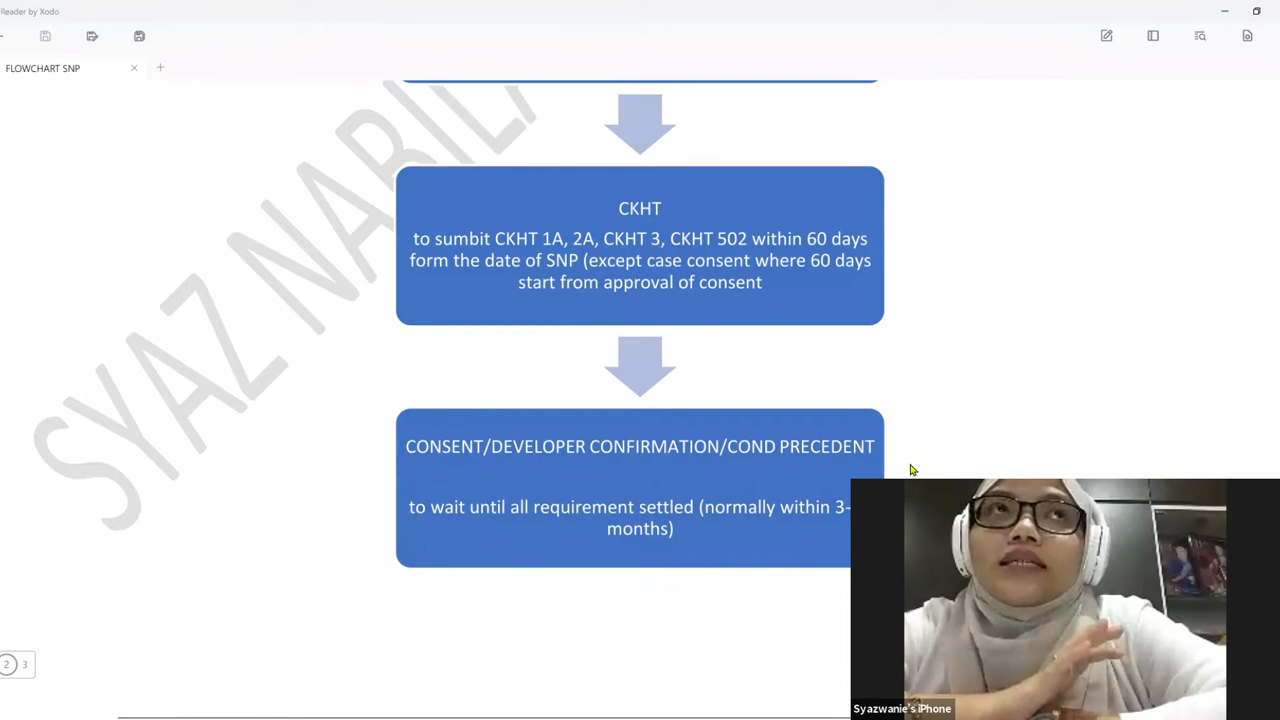 Reader by Xodo
FLOWCHART SNP
SYAZ NABILA
CKHT
to sumbit CKHT 1A, 2A, CKHT 3, CKHT 502 within 60 days
form the date of SNP (except case consent where 60 days
start from approval of consent
CONSENT/DEVELOPER CONFIRMATION/COND PRECEDENT
to wait until all requirement settled (normally within 3-
months)
2 3
Syazwanie's iPhone